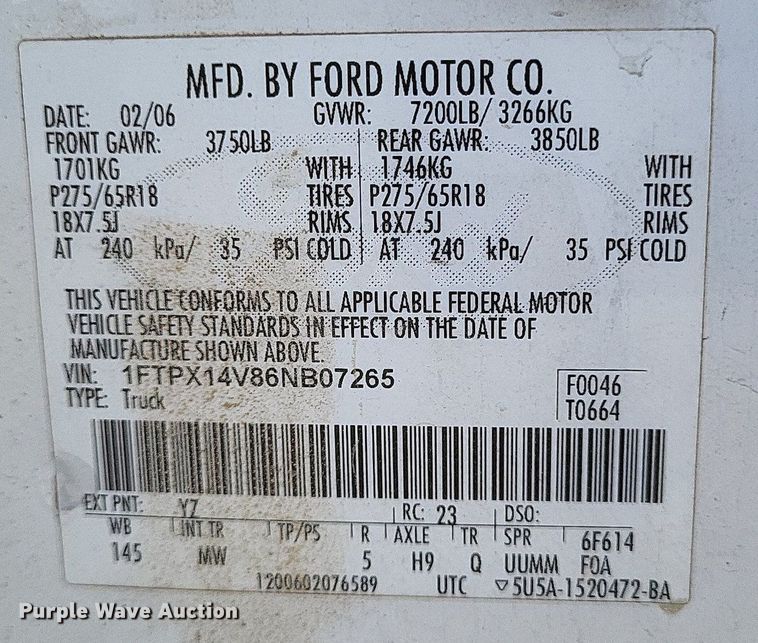 MFD. BY FORD MOTOR CO.
DATE: 02/06 GVWR: 7200LB/ 3266KG
FRONT GAWR: 3750LB REAR GAWR: 3850LB
1701KG WITH 1746KG WITH
P275/65R18 TIRES P275/65R18 TIRES
18X7.5J RIMS 18X7.5J RIMS
AT 240 kPa/ 35 PSI COLD AT 240 kPa/ 35 PSI COLD
THIS VEHICLE CONFORMS TO ALL APPLICABLE FEDERAL MOTOR
VEHICLE SAFETY STANDARDS IN EFFECT ON THE DATE OF
MANUFACTURE SHOWN ABOVE.
VIN: 1FTPX14V86NB07265 F0046
TYPE: Truck T0664
EXT PNT: YZ RC: 23 DSO:
WB INT TR TP/PS R AXLE TR SPR 6F614
145 MW 5 H9 Q UUMM FOA
1200602076589 UTC ▽5U5A-1520472-BA
Purple Wave Auction